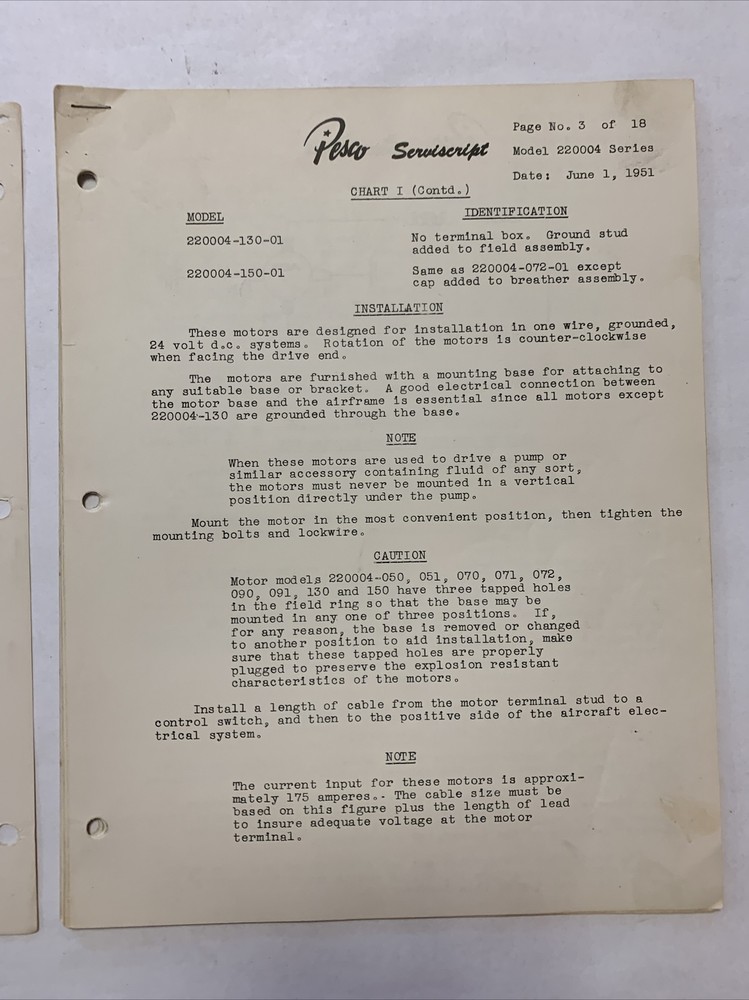 Pesco Serviscript
Page No. 3 of 18
Model 220004 Series
Date: June 1, 1951
CHART I (Contd.)
MODEL IDENTIFICATION
220004-130-01 No terminal box. Ground stud
added to field assembly.
220004-150-01 Same as 220004-072-01 except
cap added to breather assembly.
INSTALLATION
These motors are designed for installation in one wire, grounded,
24 volt d.c. systems. Rotation of the motors is counter-clockwise
when facing the drive end.
The motors are furnished with a mounting base for attaching to
any suitable base or bracket. A good electrical connection between
the motor base and the airframe is essential since all motors except
220004-130 are grounded through the base.
NOTE
When these motors are used to drive a pump or
similar accessory containing fluid of any sort,
the motors must never be mounted in a vertical
position directly under the pump.
Mount the motor in the most convenient position, then tighten the
mounting bolts and lockwire.
CAUTION
Motor models 220004-050, 051, 070, 071, 072,
090, 091, 130 and 150 have three tapped holes
in the field ring so that the base may be
mounted in any one of three positions. If,
for any reason, the base is removed or changed
to another position to aid installation, make
sure that these tapped holes are properly
plugged to preserve the explosion resistant
characteristics of the motors.
Install a length of cable from the motor terminal stud to a
control switch, and then to the positive side of the aircraft elec-
trical system.
NOTE
The current input for these motors is approxi-
mately 175 amperes.. The cable size must be
based on this figure plus the length of lead
to insure adequate voltage at the motor
terminal.